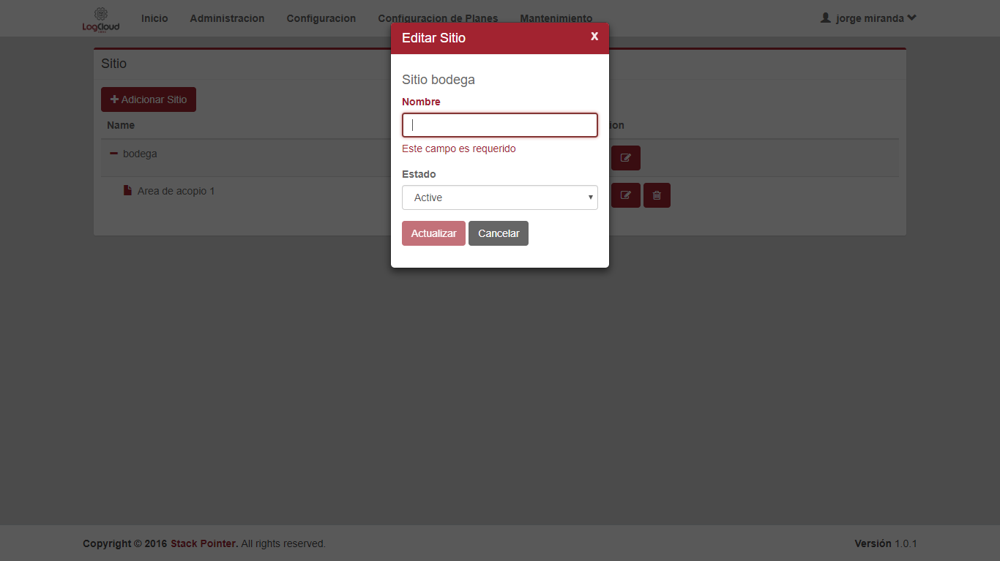 LogCloud Inicio Administracion Configuracion Configuracion de Planes Mantenimiento jorge miranda
Editar Sitio x
Sitio
Sitio bodega
Adicionar Sitio
Nombre
Name
Este campo es requerido
bodega
Estado
Area de acopio 1
Active
Actualizar Cancelar
Copyright © 2016 Stack Pointer. All rights reserved. Versión 1.0.1